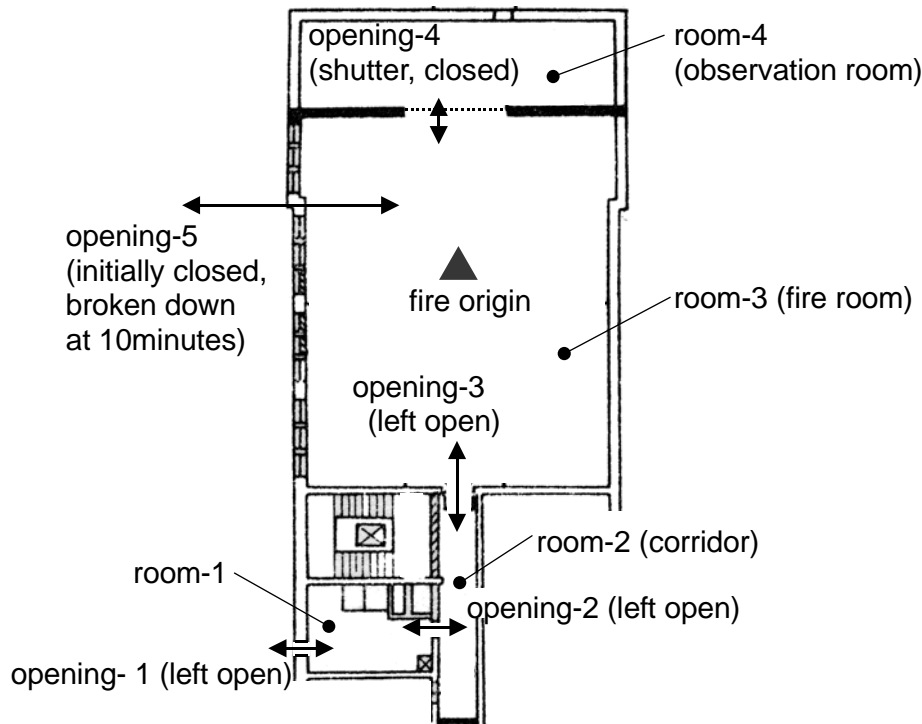 opening-4
(shutter, closed)
room-4
(observation room)
opening-5
(initially closed,
broken down
at 10minutes)
fire origin
room-3 (fire room)
opening-3
(left open)
room-2 (corridor)
room-1
opening-2 (left open)
opening- 1 (left open)